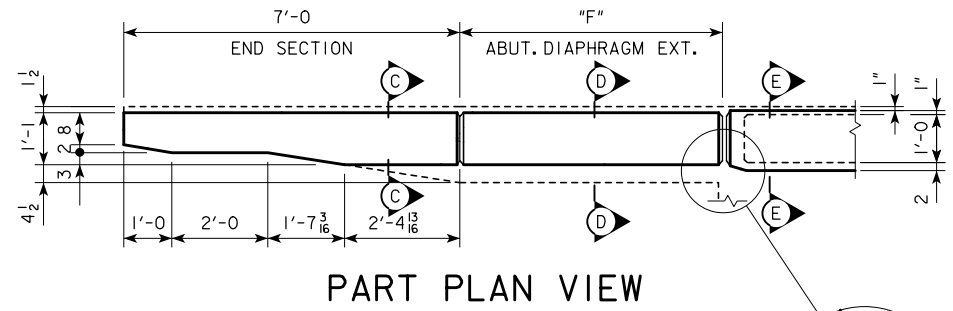 7'-0 "F"
END SECTION ABUT. DIAPHRAGM EXT.
C D E
1 1/2 1" 1"
1'-1 8 1'-0
2
3
4 1/2 2
C D E
1'-0 2'-0 1'-7 3/16 2'-4 13/16
PART PLAN VIEW